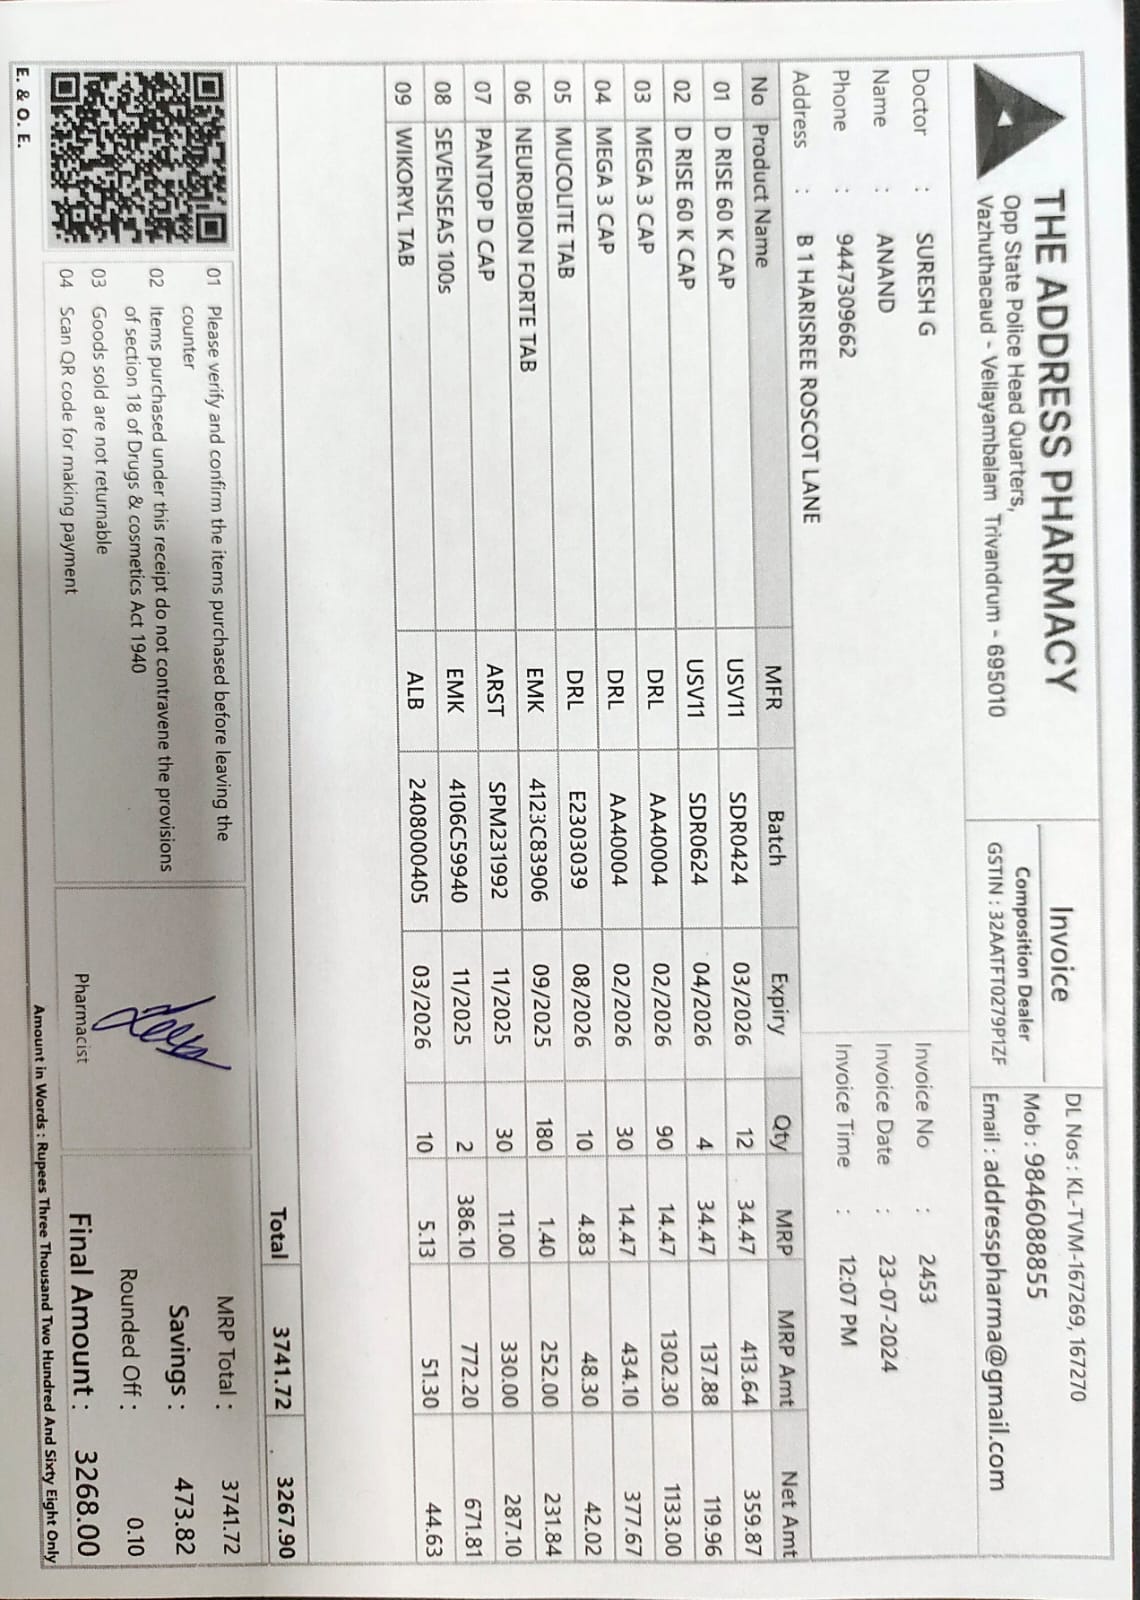 THE ADDRESS PHARMACY
Opp State Police Head Quarters,
Vazhuthacaud - Vellayambalam Trivandrum - 695010
Invoice
Composition Dealer
GSTIN : 32AATFT0279P1ZF
DL Nos : KL-TVM-167269, 167270
Mob : 9846088855
Email : addresspharma@gmail.com
Doctor : SURESH G
Name : ANAND
Phone : 9447309662
Address : B 1 HARISREE ROSCOT LANE
Invoice No : 2453
Invoice Date : 23-07-2024
Invoice Time : 12:07 PM
No Product Name MFR Batch Expiry Qty MRP MRP Amt Net Amt
01 D RISE 60 K CAP USV11 SDR0424 03/2026 12 34.47 413.64 359.87
02 D RISE 60 K CAP USV11 SDR0624 04/2026 4 34.47 137.88 119.96
03 MEGA 3 CAP DRL AA40004 02/2026 90 14.47 1302.30 1133.00
04 MEGA 3 CAP DRL AA40004 02/2026 30 14.47 434.10 377.67
05 MUCOLITE TAB DRL E2303039 08/2026 10 4.83 48.30 42.02
06 NEUROBION FORTE TAB EMK 4123C83906 09/2025 180 1.40 252.00 231.84
07 PANTOP D CAP ARST SPM231992 11/2025 30 11.00 330.00 287.10
08 SEVENSEAS 100s EMK 4106C59940 11/2025 2 386.10 772.20 671.81
09 WIKORYL TAB ALB 2408000405 03/2026 10 5.13 51.30 44.63
Total 3741.72 3267.90
01 Please verify and confirm the items purchased before leaving the
counter
02 Items purchased under this receipt do not contravene the provisions
of section 18 of Drugs & cosmetics Act 1940
03 Goods sold are not returnable
04 Scan QR code for making payment
Pharmacist
MRP Total : 3741.72
Savings : 473.82
Rounded Off : 0.10
Final Amount : 3268.00
Amount in Words : Rupees Three Thousand Two Hundred And Sixty Eight Only
E. & O. E.